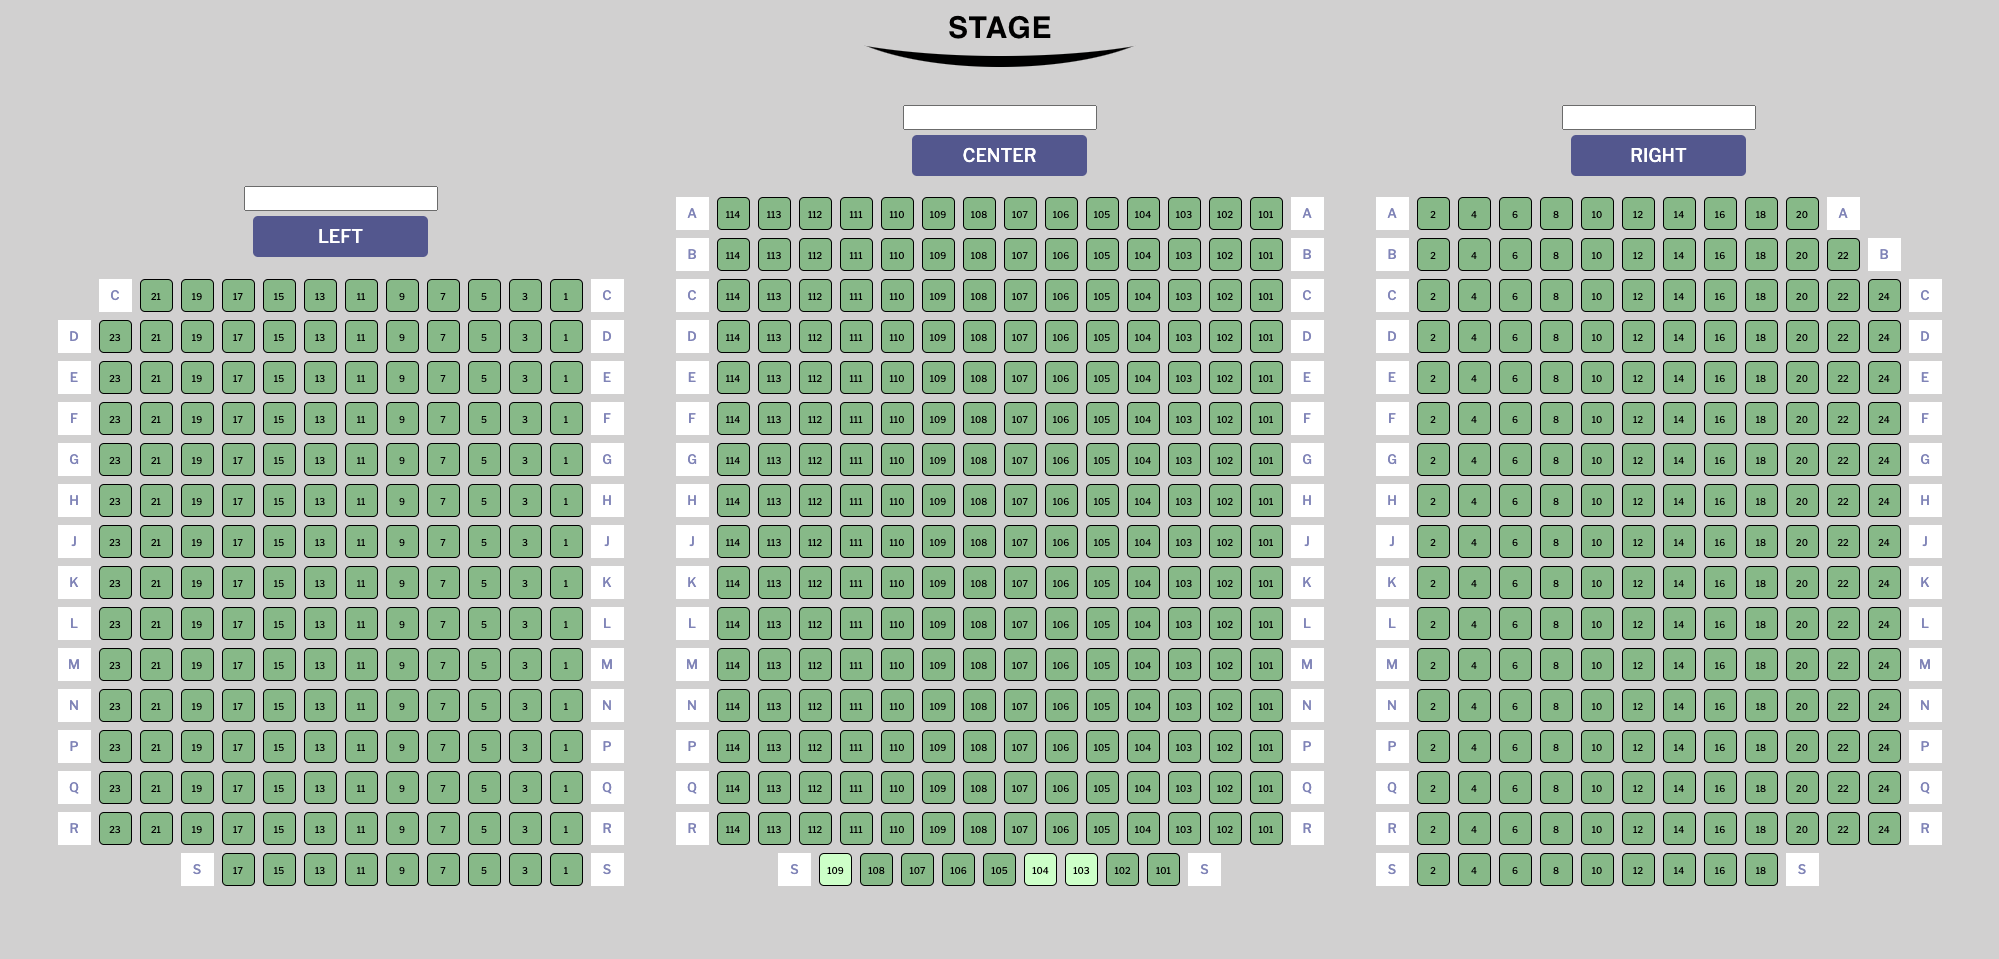 STAGE
CENTER
RIGHT
A 114 113 112 111 110 109 108 107 106 105 104 103 102 101 A
A 2 4 6 8 10 12 14 16 18 20 A
LEFT
B 114 113 112 111 110 109 108 107 106 105 104 103 102 101 B
B 2 4 6 8 10 12 14 16 18 20 22 B
C 21 19 17 15 13 11 9 7 5 3 1 C
C 114 113 112 111 110 109 108 107 106 105 104 103 102 101 C
C 2 4 6 8 10 12 14 16 18 20 22 24 C
D 23 21 19 17 15 13 11 9 7 5 3 1 D
D 114 113 112 111 110 109 108 107 106 105 104 103 102 101 D
D 2 4 6 8 10 12 14 16 18 20 22 24 D
E 23 21 19 17 15 13 11 9 7 5 3 1 E
E 114 113 112 111 110 109 108 107 106 105 104 103 102 101 E
E 2 4 6 8 10 12 14 16 18 20 22 24 E
F 23 21 19 17 15 13 11 9 7 5 3 1 F
F 114 113 112 111 110 109 108 107 106 105 104 103 102 101 F
F 2 4 6 8 10 12 14 16 18 20 22 24 F
G 23 21 19 17 15 13 11 9 7 5 3 1 G
G 114 113 112 111 110 109 108 107 106 105 104 103 102 101 G
G 2 4 6 8 10 12 14 16 18 20 22 24 G
H 23 21 19 17 15 13 11 9 7 5 3 1 H
H 114 113 112 111 110 109 108 107 106 105 104 103 102 101 H
H 2 4 6 8 10 12 14 16 18 20 22 24 H
J 23 21 19 17 15 13 11 9 7 5 3 1 J
J 114 113 112 111 110 109 108 107 106 105 104 103 102 101 J
J 2 4 6 8 10 12 14 16 18 20 22 24 J
K 23 21 19 17 15 13 11 9 7 5 3 1 K
K 114 113 112 111 110 109 108 107 106 105 104 103 102 101 K
K 2 4 6 8 10 12 14 16 18 20 22 24 K
L 23 21 19 17 15 13 11 9 7 5 3 1 L
L 114 113 112 111 110 109 108 107 106 105 104 103 102 101 L
L 2 4 6 8 10 12 14 16 18 20 22 24 L
M 23 21 19 17 15 13 11 9 7 5 3 1 M
M 114 113 112 111 110 109 108 107 106 105 104 103 102 101 M
M 2 4 6 8 10 12 14 16 18 20 22 24 M
N 23 21 19 17 15 13 11 9 7 5 3 1 N
N 114 113 112 111 110 109 108 107 106 105 104 103 102 101 N
N 2 4 6 8 10 12 14 16 18 20 22 24 N
P 23 21 19 17 15 13 11 9 7 5 3 1 P
P 114 113 112 111 110 109 108 107 106 105 104 103 102 101 P
P 2 4 6 8 10 12 14 16 18 20 22 24 P
Q 23 21 19 17 15 13 11 9 7 5 3 1 Q
Q 114 113 112 111 110 109 108 107 106 105 104 103 102 101 Q
Q 2 4 6 8 10 12 14 16 18 20 22 24 Q
R 23 21 19 17 15 13 11 9 7 5 3 1 R
R 114 113 112 111 110 109 108 107 106 105 104 103 102 101 R
R 2 4 6 8 10 12 14 16 18 20 22 24 R
S 17 15 13 11 9 7 5 3 1 S
S 109 108 107 106 105 104 103 102 101 S
S 2 4 6 8 10 12 14 16 18 S